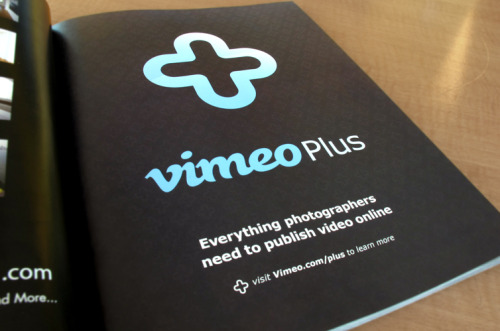 vimeo Plus
Everything photographers
need to publish video online
visit Vimeo.com/plus to learn more
.com
More...